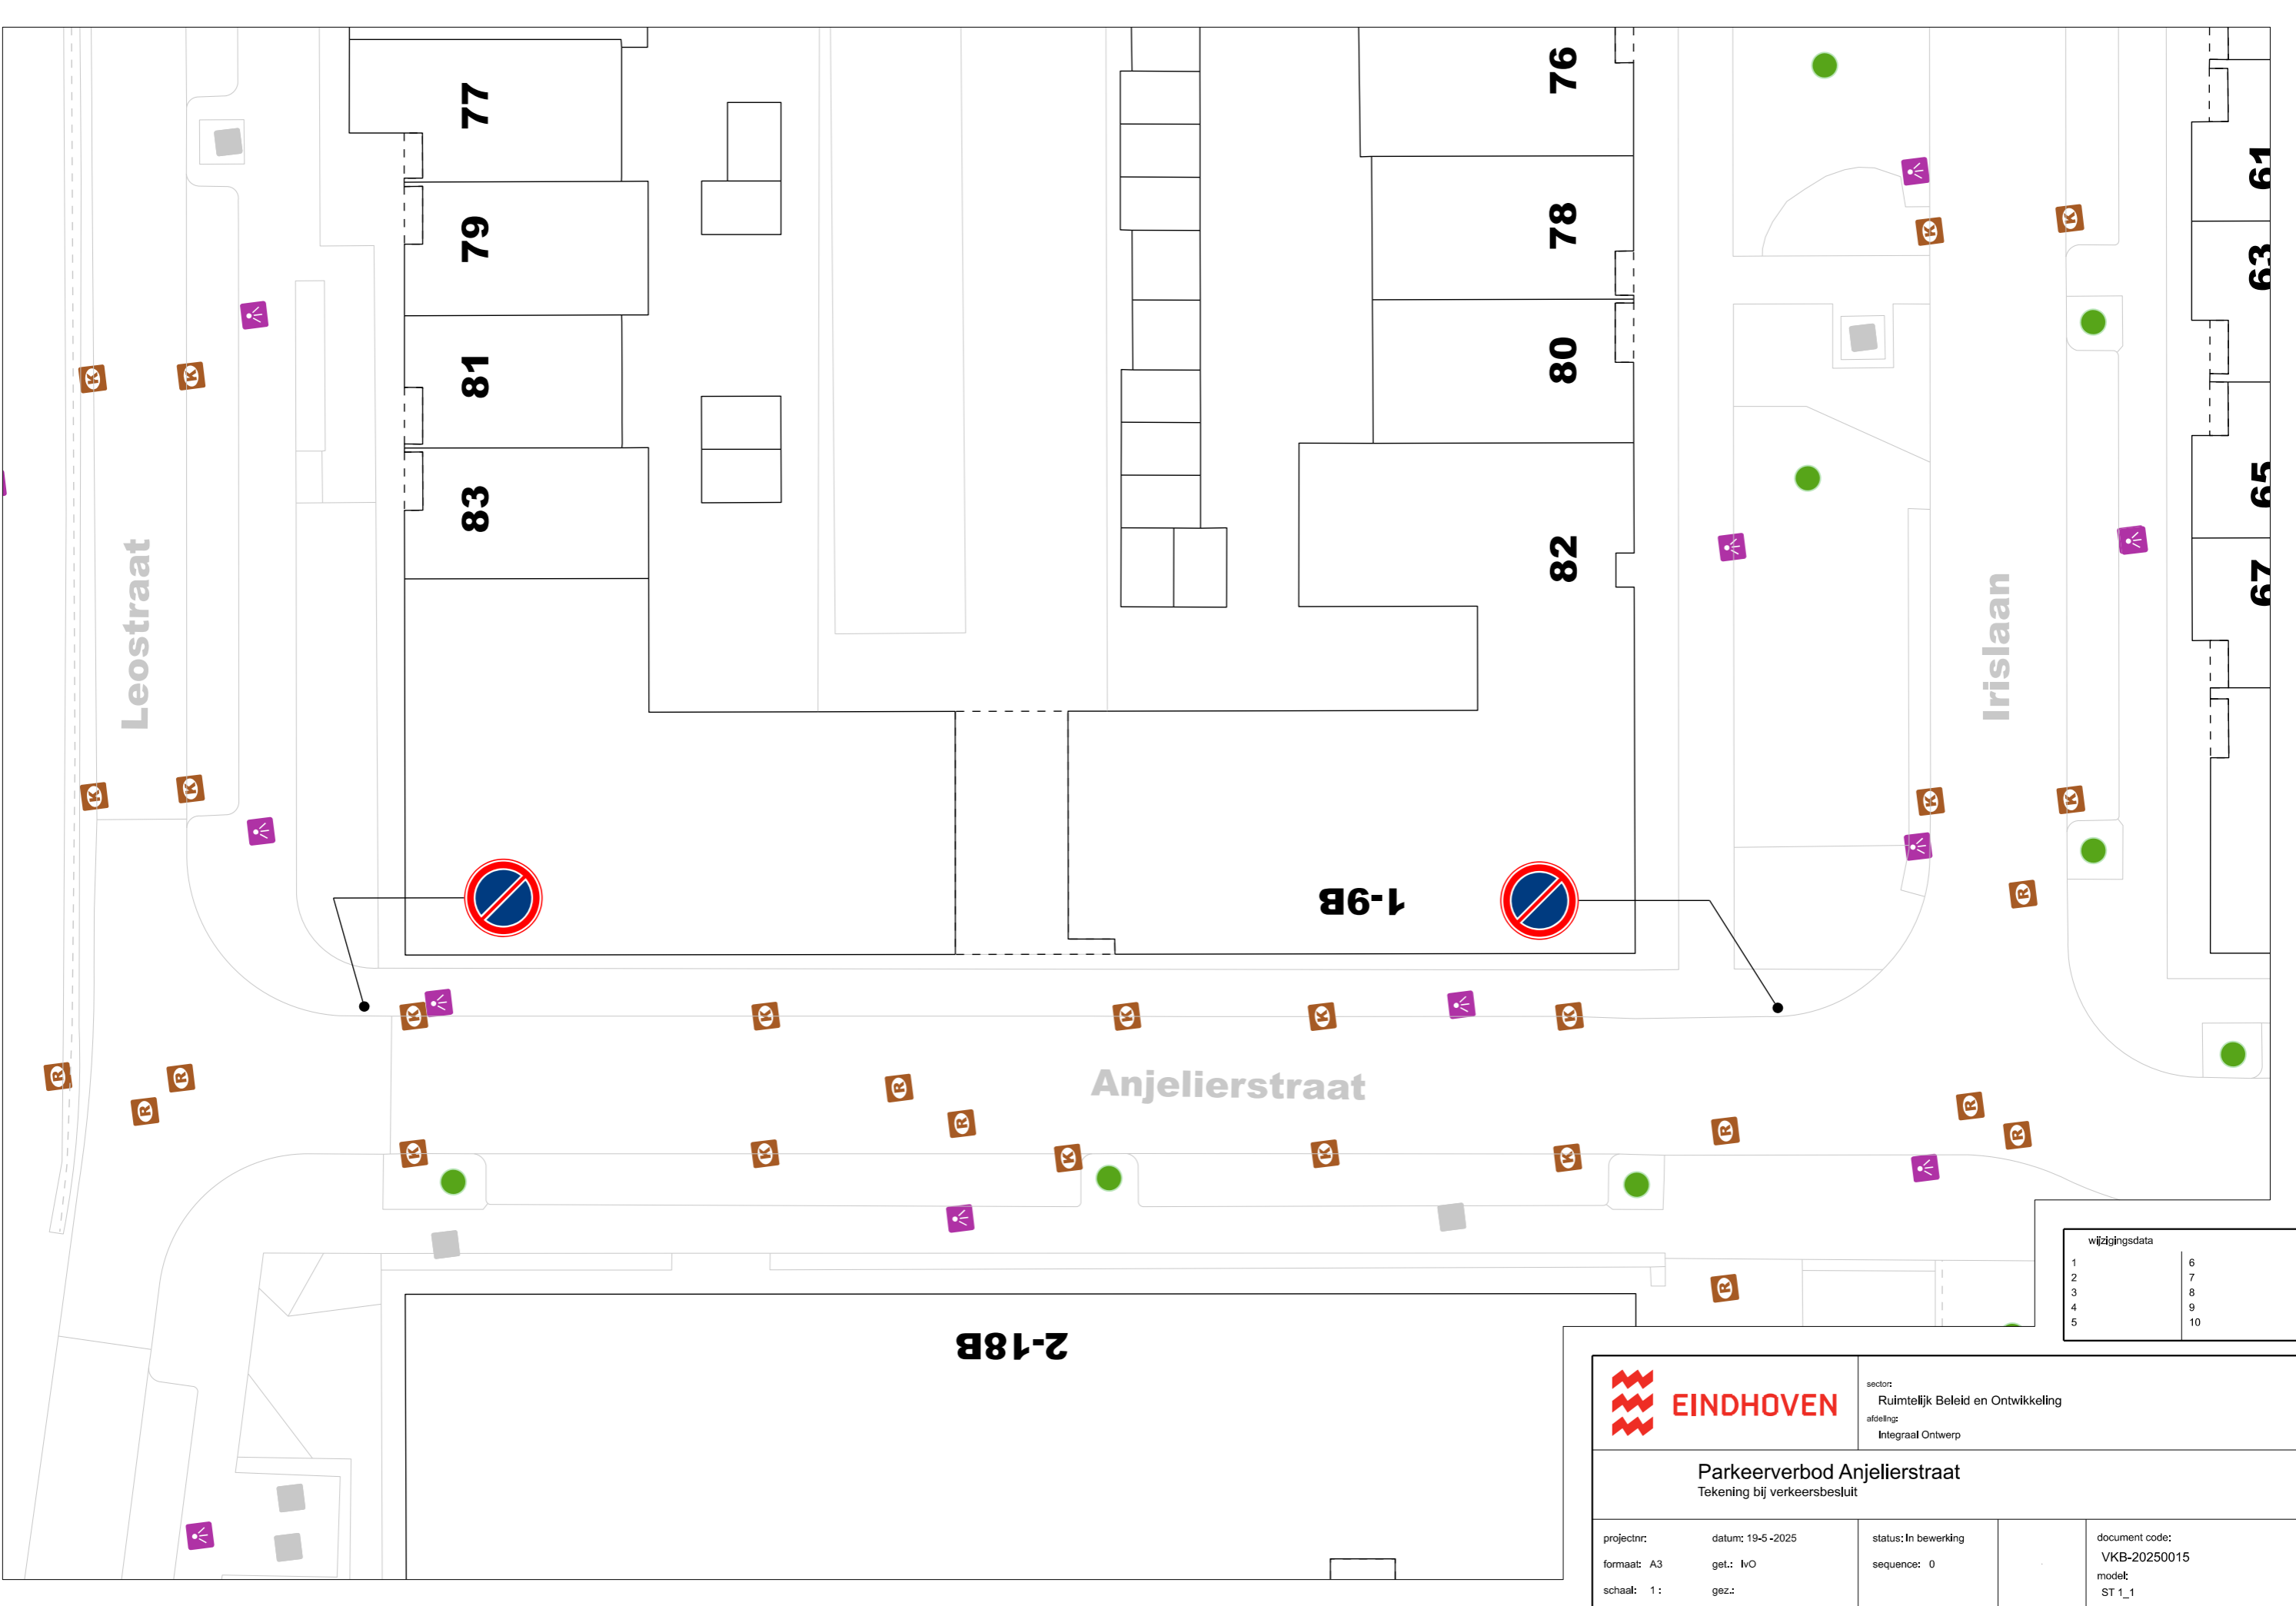 77
79
81
83
76
78
80
82
61
63
65
67
Leostraat
Irislaan
1-9B
Anjelierstraat
2-18B
K K K K
K K K K
K K K K K
K K K K K
R R R R R R R R R R
wijzigingsdata
1 6
2 7
3 8
4 9
5 10
EINDHOVEN
sector:
Ruimtelijk Beleid en Ontwikkeling
afdeling:
Integraal Ontwerp
Parkeerverbod Anjelierstraat
Tekening bij verkeersbesluit
projectnr: datum: 19-5-2025 status: In bewerking document code:
formaat: A3 get.: IvO sequence: 0 VKB-20250015
model:
schaal: 1 : gez.: ST 1_1